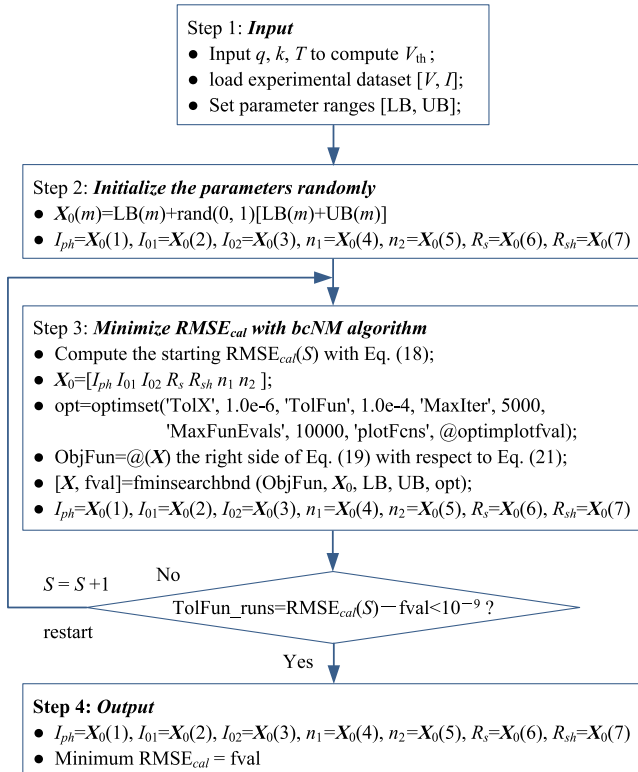 Step 1: Input
● Input q, k, T to compute Vth ;
● load experimental dataset [V, I];
● Set parameter ranges [LB, UB];
Step 2: Initialize the parameters randomly
● X0(m)=LB(m)+rand(0, 1)[LB(m)+UB(m)]
● Iph=X0(1), I01=X0(2), I02=X0(3), n1=X0(4), n2=X0(5), Rs=X0(6), Rsh=X0(7)
Step 3: Minimize RMSEcal with bcNM algorithm
● Compute the starting RMSEcal(S) with Eq. (18);
● X0=[Iph I01 I02 Rs Rsh n1 n2 ];
● opt=optimset('TolX', 1.0e-6, 'TolFun', 1.0e-4, 'MaxIter', 5000,
'MaxFunEvals', 10000, 'plotFcns', @optimplotfval);
● ObjFun=@(X) the right side of Eq. (19) with respect to Eq. (21);
● [X, fval]=fminsearchbnd (ObjFun, X0, LB, UB, opt);
● Iph=X0(1), I01=X0(2), I02=X0(3), n1=X0(4), n2=X0(5), Rs=X0(6), Rsh=X0(7)
S = S +1
No
TolFun_runs=RMSEcal(S)－fval<10⁻⁹ ?
restart
Yes
Step 4: Output
● Iph=X0(1), I01=X0(2), I02=X0(3), n1=X0(4), n2=X0(5), Rs=X0(6), Rsh=X0(7)
● Minimum RMSEcal = fval